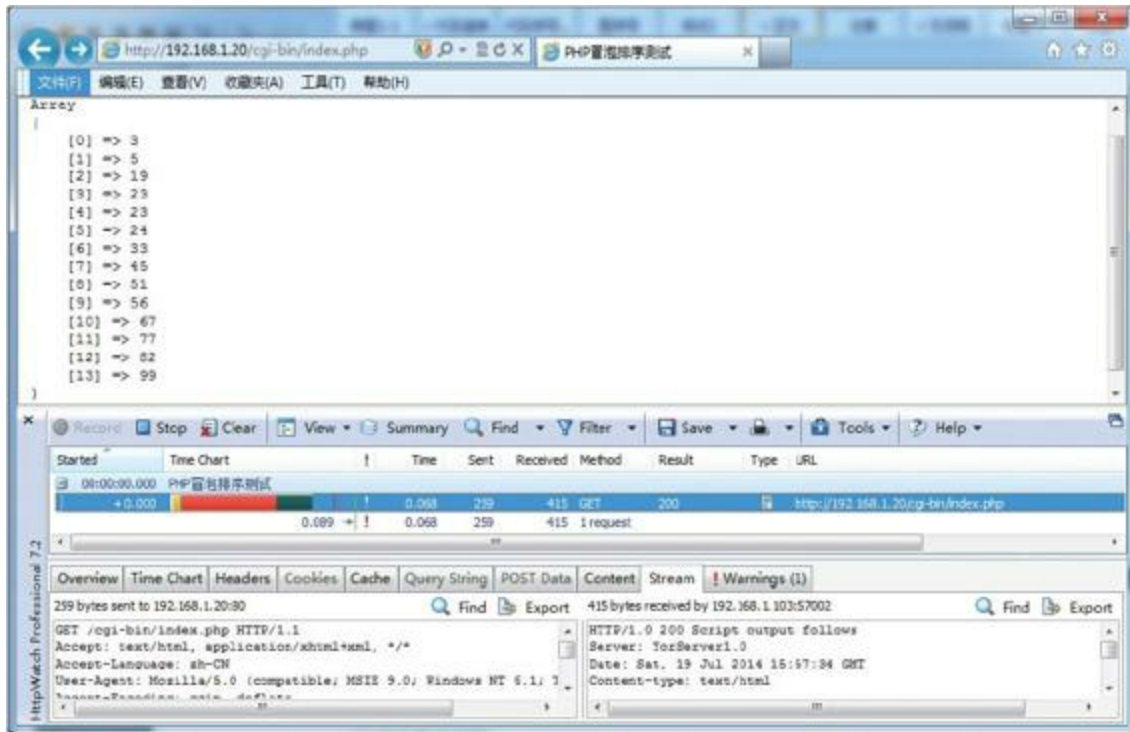 http://192.168.1.20/cgi-bin/index.php
PHP冒泡排序测试
文件(F) 编辑(E) 查看(V) 收藏夹(A) 工具(T) 帮助(H)
Array
(
[0] => 3
[1] => 5
[2] => 19
[3] => 23
[4] => 23
[5] => 24
[6] => 33
[7] => 45
[8] => 51
[9] => 56
[10] => 67
[11] => 77
[12] => 82
[13] => 99
)
Record Stop Clear View Summary Find Filter Save Tools Help
Started Time Chart ! Time Sent Received Method Result Type URL
00:00:00.000 PHP冒泡排序测试
+0.000 ! 0.068 259 415 GET 200 http://192.168.1.20/cgi-bin/index.php
0.089 ! 0.068 259 415 1 request
Overview Time Chart Headers Cookies Cache Query String POST Data Content Stream ! Warnings (1)
259 bytes sent to 192.168.1.20:80 Find Export
415 bytes received by 192.168.1.103:57002 Find Export
GET /cgi-bin/index.php HTTP/1.1
Accept: text/html, application/xhtml+xml, */*
Accept-Language: zh-CN
User-Agent: Mozilla/5.0 (compatible; MSIE 9.0; Windows NT 6.1;
HTTP/1.0 200 Script output follows
Server: TorServer1.0
Date: Sat, 19 Jul 2014 15:57:34 GMT
Content-type: text/html
HttpWatch Professional 7.2